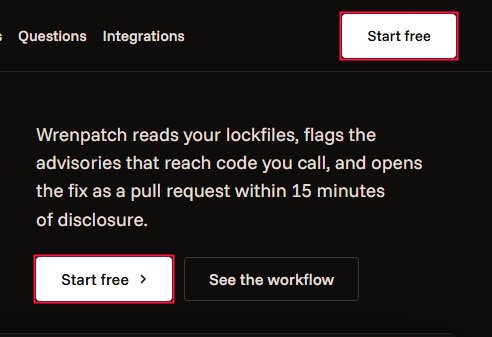 Questions Integrations Start free
Wrenpatch reads your lockfiles, flags the
advisories that reach code you call, and opens
the fix as a pull request within 15 minutes
of disclosure.
Start free See the workflow